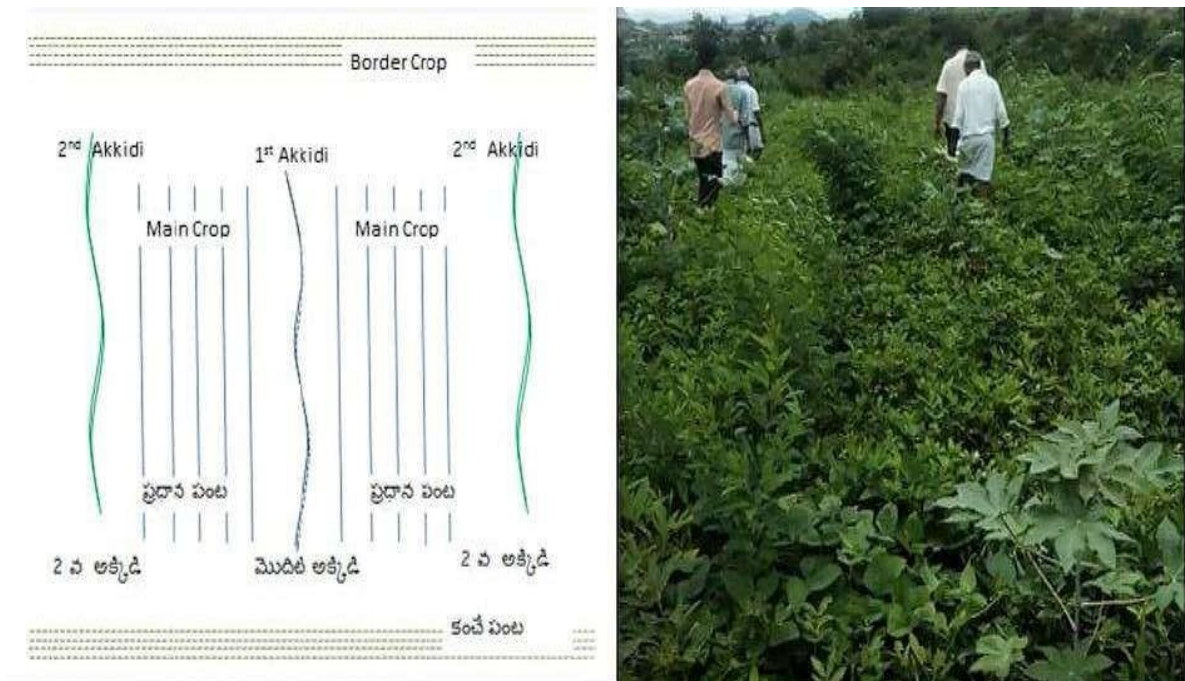 Border Crop
2nd Akkidi 1st Akkidi 2nd Akkidi
Main Crop Main Crop
ప్రధాన పంట ప్రధాన పంట
2 వ అక్కిడి మొదటి అక్కిడి 2 వ అక్కిడి
కంచే పంట